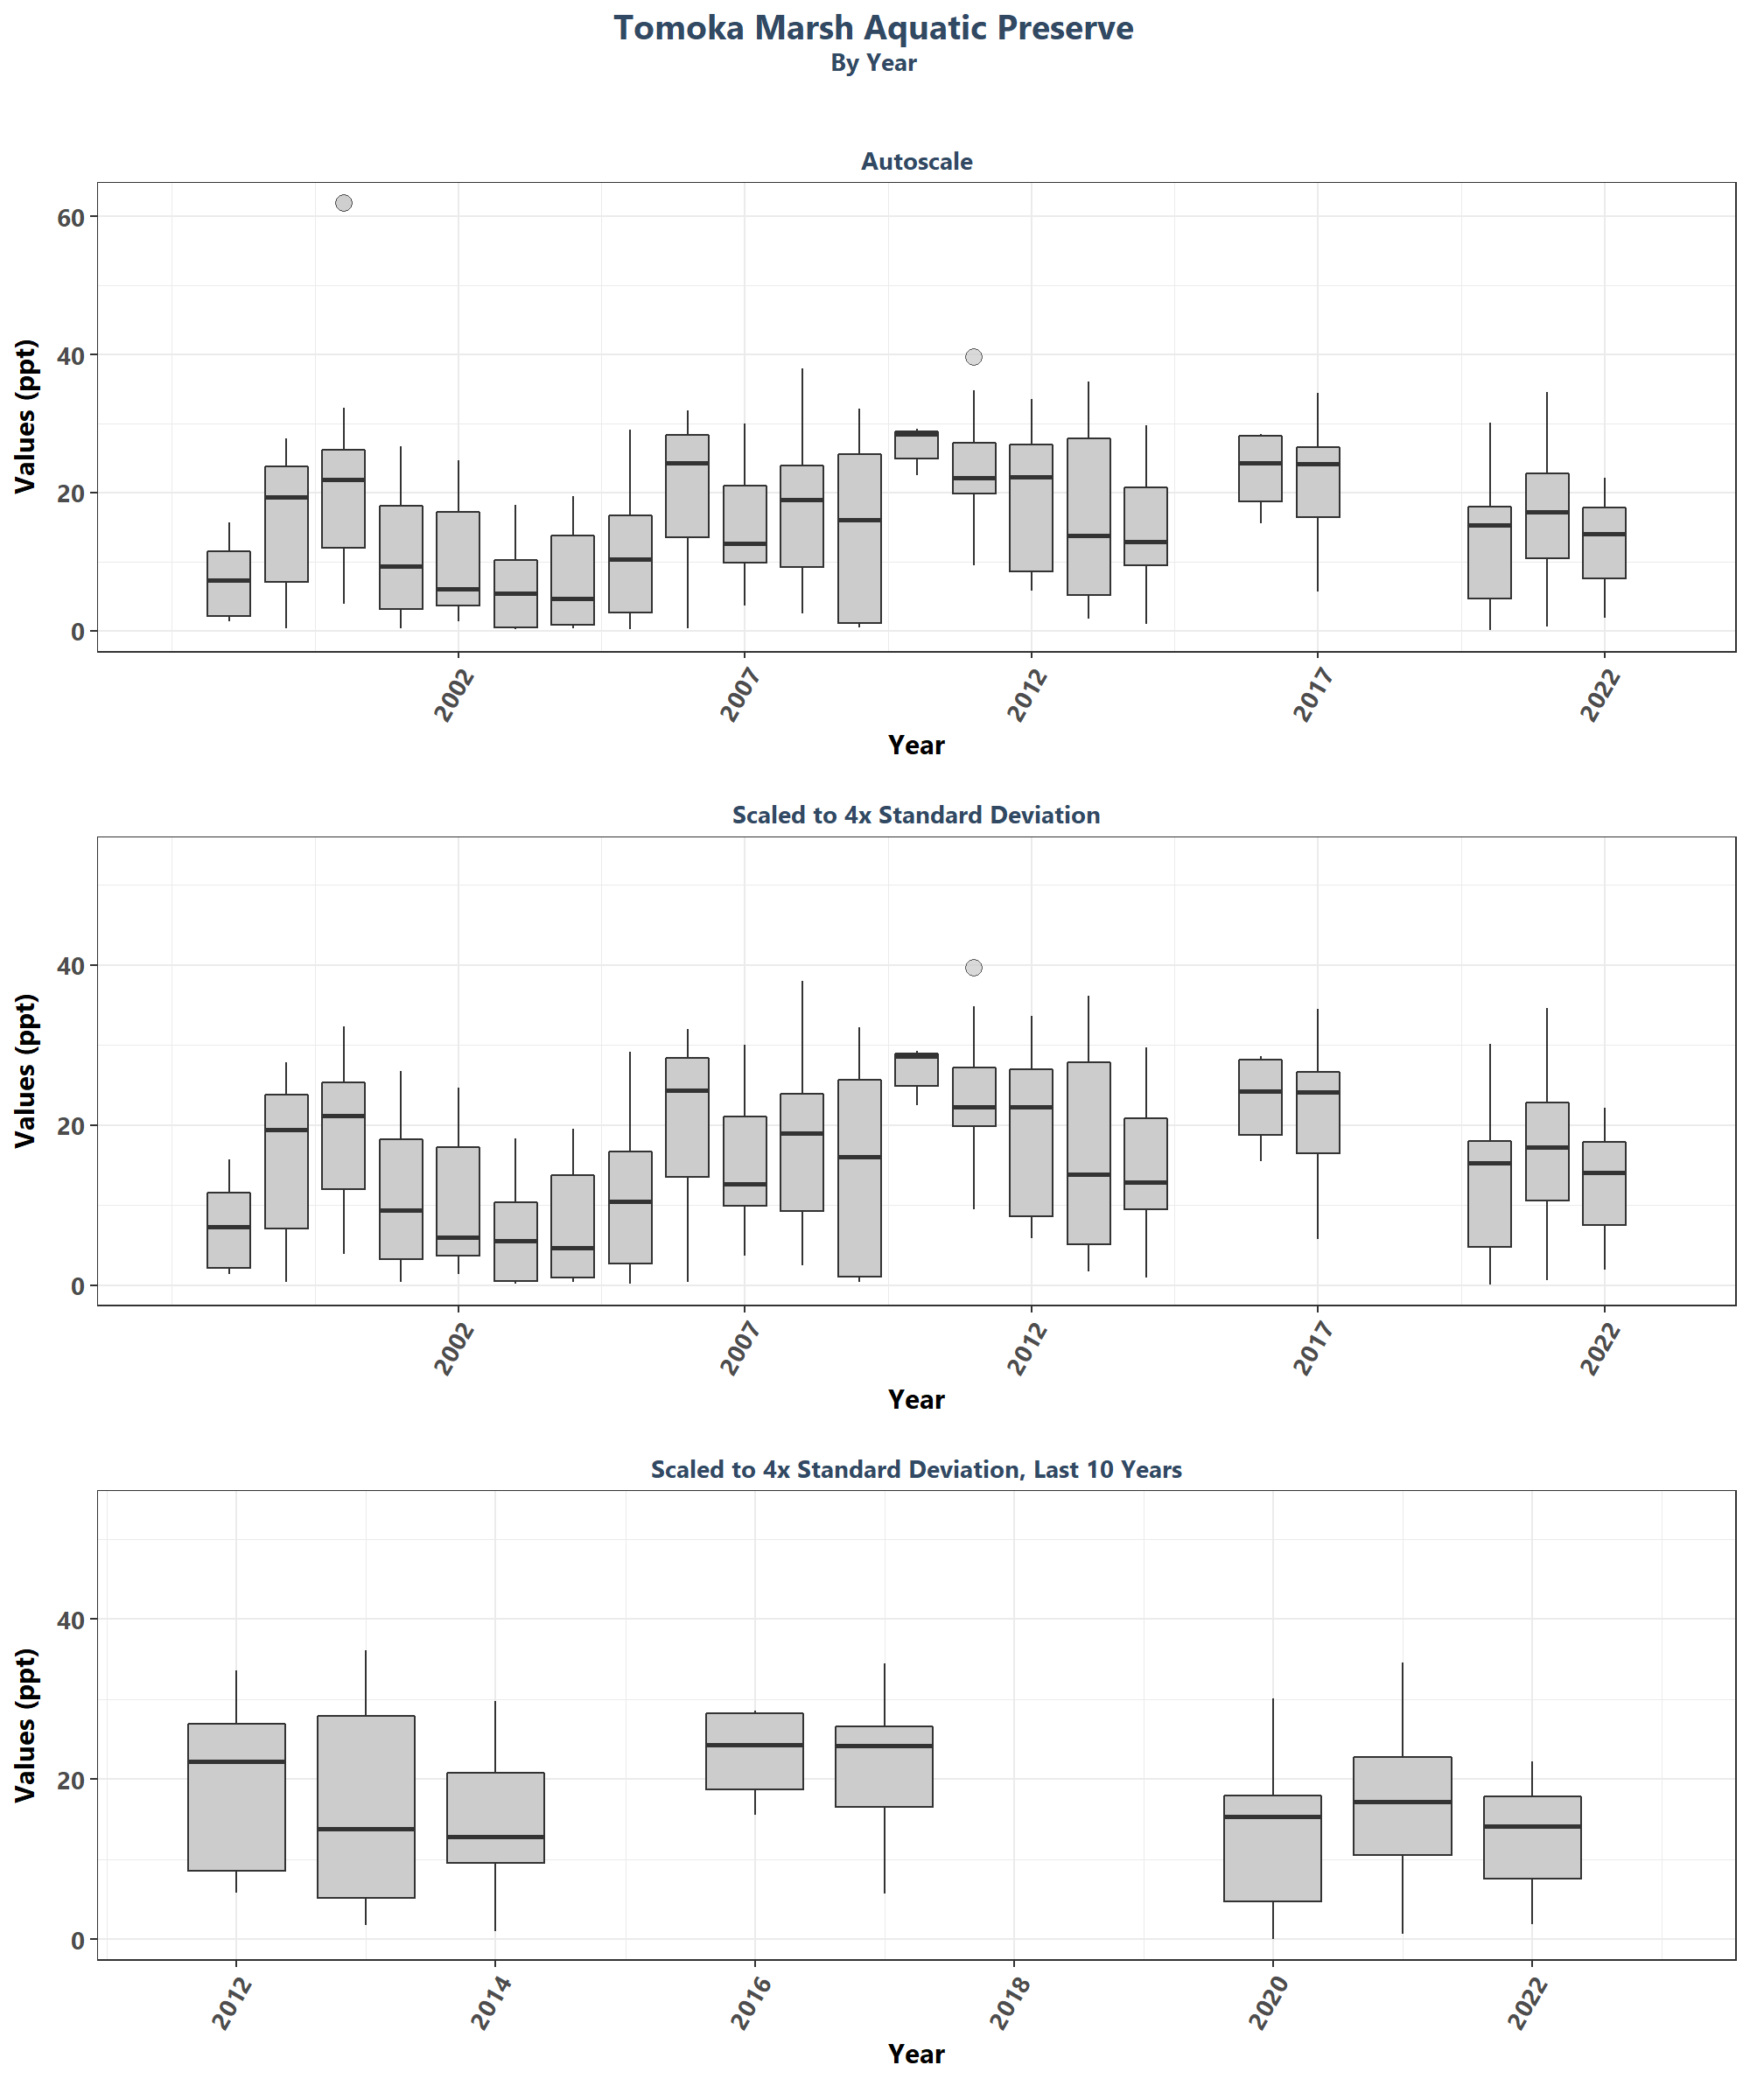 Tomoka Marsh Aquatic Preserve
By Year
Autoscale
Values (ppt)
60
40
20
0
2002 2007 2012 2017 2022
Year
Scaled to 4x Standard Deviation
Values (ppt)
40
20
0
2002 2007 2012 2017 2022
Year
Scaled to 4x Standard Deviation, Last 10 Years
Values (ppt)
40
20
0
2012 2014 2016 2018 2020 2022
Year